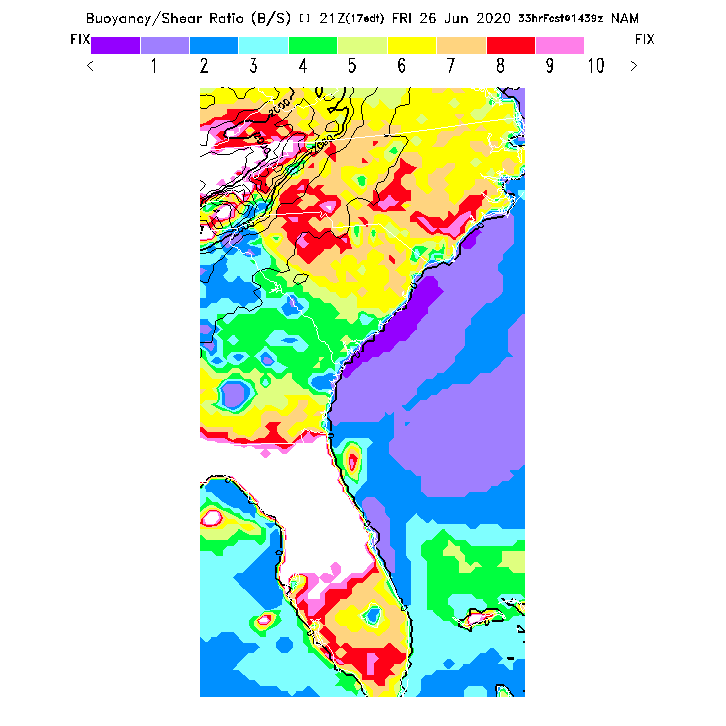 Buoyancy/Shear Ratio (B/S) [] 21Z(17edt) FRI 26 Jun 2020 33hrFcst@1439z NAM
FIX FIX
< 1 2 3 4 5 6 7 8 9 10 >
2000